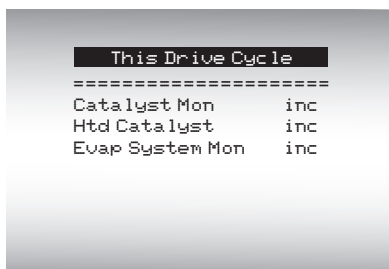 This Drive Cycle
=====================
Catalyst Mon inc
Htd Catalyst inc
Evap System Mon inc